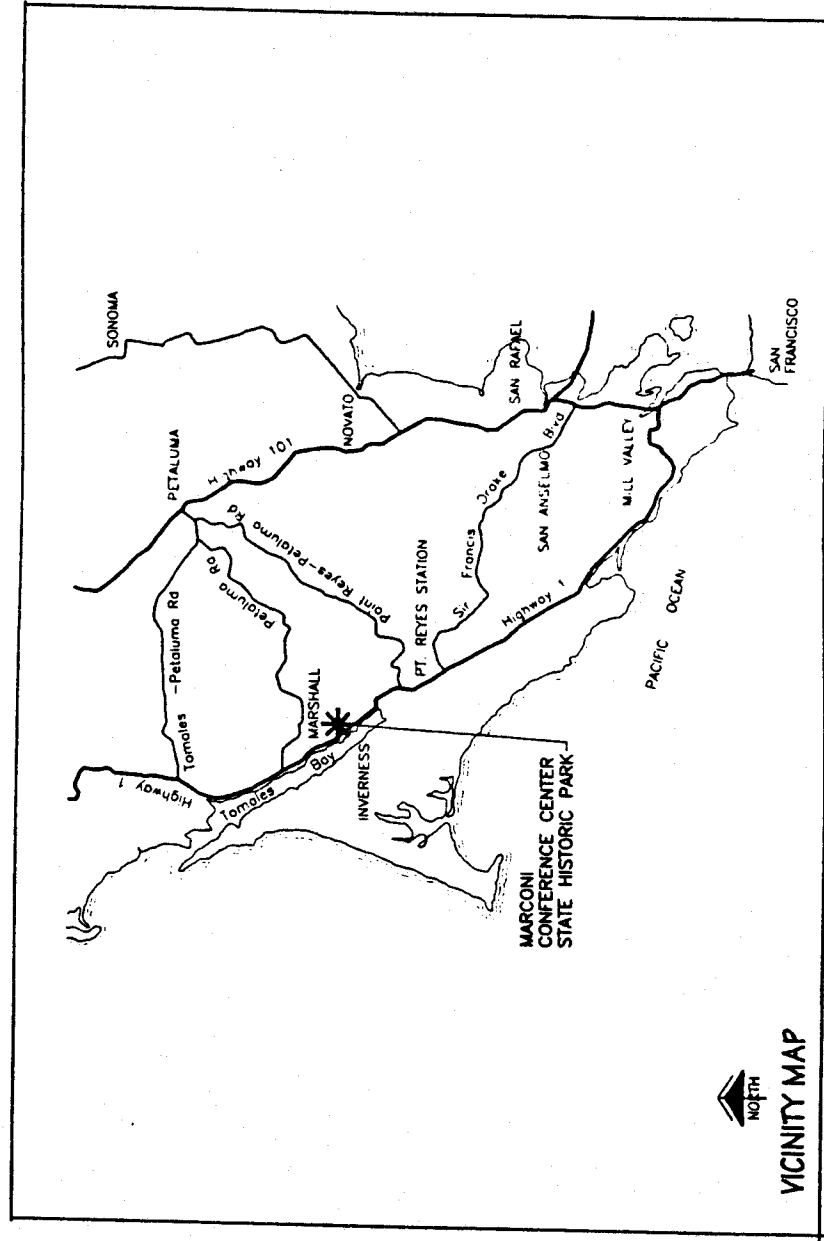 SONOMA
PETALUMA
Highway 101
NOVATO
SAN RAFAEL
Tomales -Petaluma Rd
Petaluma Rd
Point Reyes-Petaluma Rd
Sir Francis Drake Blvd
SAN ANSELMO
MILL VALLEY
SAN
FRANCISCO
Highway 1
MARSHALL
Tomales Bay
INVERNESS
PT. REYES STATION
Highway 1
PACIFIC OCEAN
MARCONI
CONFERENCE CENTER
STATE HISTORIC PARK
NORTH
VICINITY MAP